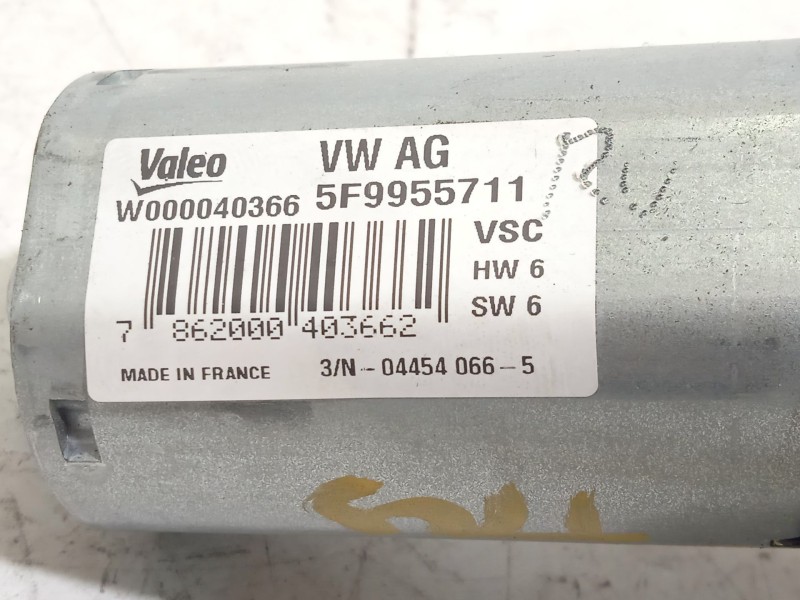 Valeo VW AG
W000040366 5F9955711
VSC
HW 6
SW 6
7 862000 403662
MADE IN FRANCE 3/N - 04454 066 - 5